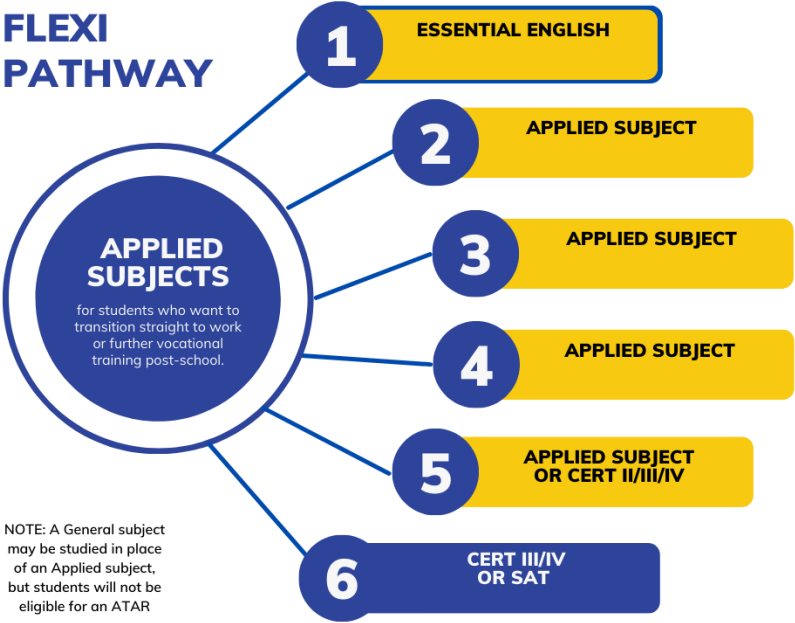 FLEXI
PATHWAY
1
ESSENTIAL ENGLISH
2
APPLIED SUBJECT
3
APPLIED SUBJECT
4
APPLIED SUBJECT
5
APPLIED SUBJECT
OR CERT II/III/IV
6
CERT III/IV
OR SAT
APPLIED
SUBJECTS
for students who want to
transition straight to work
or further vocational
training post-school.
NOTE: A General subject
may be studied in place
of an Applied subject,
but students will not be
eligible for an ATAR